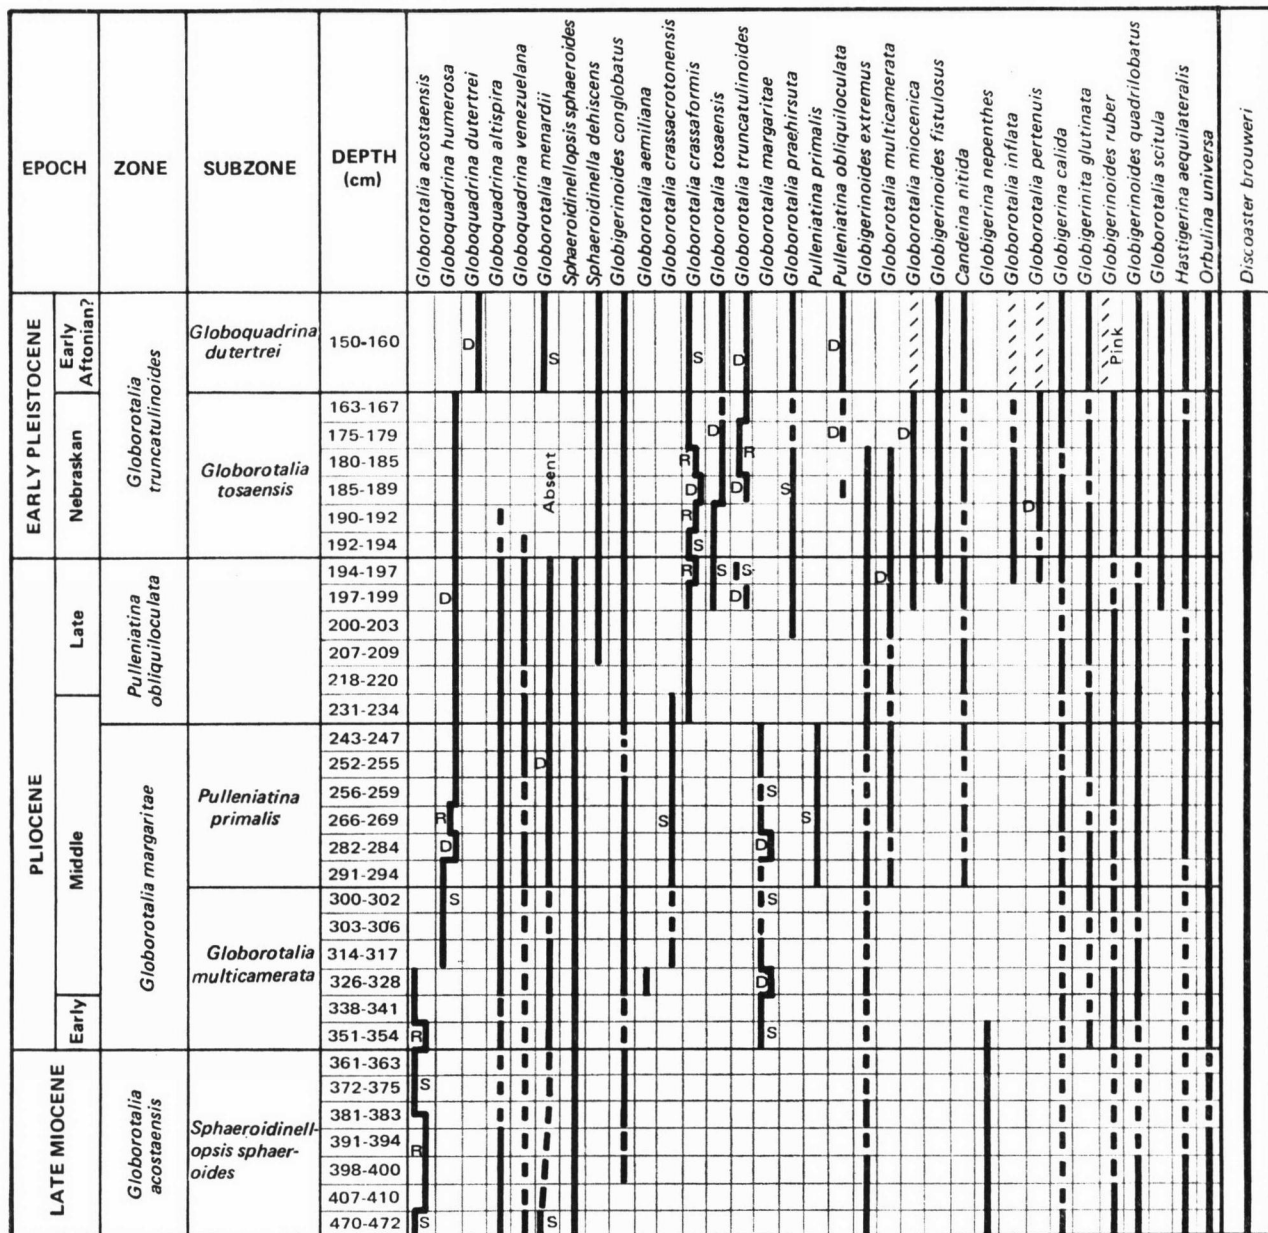 EPOCH
ZONE
SUBZONE
DEPTH
(cm)
Globorotalia acostaensis
Globoquadrina humerosa
Globoquadrina dutertrei
Globoquadrina altispira
Globoquadrina venezuelana
Globorotalia menardii
Sphaeroidinellopsis sphaeroides
Sphaeroidinella dehiscens
Globigerinoides conglobatus
Globorotalia aemiliana
Globorotalia crassacrotonensis
Globorotalia crassaformis
Globorotalia tosaensis
Globorotalia truncatulinoides
Globorotalia margaritae
Globorotalia praehirsuta
Pulleniatina primalis
Pulleniatina obliquiloculata
Globigerinoides extremus
Globorotalia multicamerata
Globorotalia miocenica
Globigerinoides fistulosus
Candeina nitida
Globigerina nepenthes
Globorotalia inflata
Globorotalia pertenuis
Globigerina calida
Globigerinita glutinata
Globigerinoides ruber
Globigerinoides quadrilobatus
Globorotalia scitula
Hastigerina aequilateralis
Orbulina universa
Discoaster brouweri
EARLY PLEISTOCENE
Early
Aftonian?
Nebraskan
Globorotalia
truncatulinoides
Globoquadrina
dutertrei
150-160
D
S
S
D
D
Pink
Globorotalia
tosaensis
163-167
175-179
D
D
D
180-185
R
R
185-189
Absent
D
D
S
190-192
R
D
192-194
S
PLIOCENE
Late
Middle
Early
Pulleniatina
obliquiloculata
194-197
R
S
S
D
197-199
D
D
200-203
207-209
218-220
231-234
Globorotalia margaritae
Pulleniatina
primalis
243-247
252-255
D
256-259
S
266-269
R
S
S
282-284
D
D
291-294
Globorotalia
multicamerata
300-302
S
S
303-306
314-317
326-328
D
338-341
351-354
R
S
LATE MIOCENE
Globorotalia
acostaensis
Sphaeroidinell-
opsis sphaer-
oides
361-363
372-375
S
381-383
391-394
R
398-400
407-410
470-472
S
S